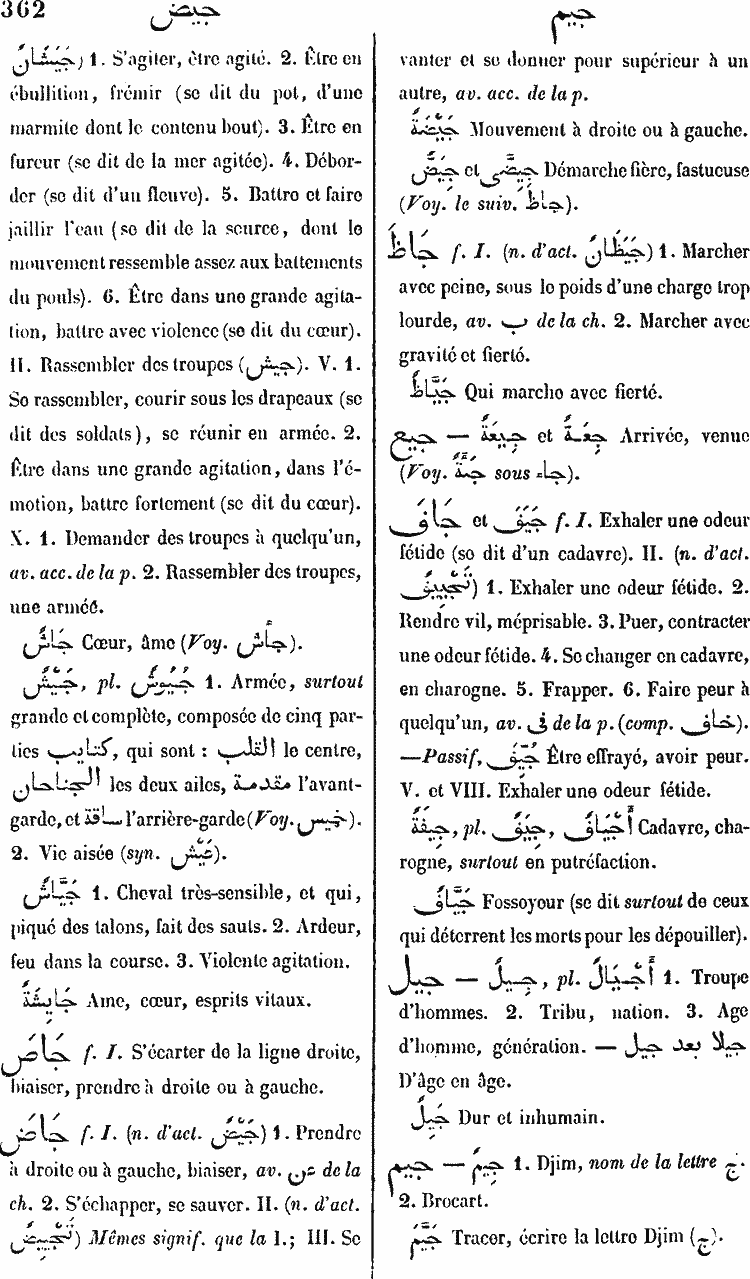 362
جيض
جيم
جَيَشَانٌ) 1. S'agiter, être agité. 2. Être en
ébullition, frémir (se dit du pot, d'une
marmite dont le contenu bout). 3. Être en
fureur (se dit de la mer agitée). 4. Débor-
der (se dit d'un fleuve). 5. Battre et faire
jaillir l'eau (se dit de la source, dont le
mouvement ressemble assez aux battements
du pouls). 6. Être dans une grande agita-
tion, battre avec violence (se dit du cœur).
II. Rassembler des troupes (جيش). V. 1.
Se rassembler, courir sous les drapeaux (se
dit des soldats), se réunir en armée. 2.
Être dans une grande agitation, dans l'é-
motion, battre fortement (se dit du cœur).
X. 1. Demander des troupes à quelqu'un,
av. acc. de la p. 2. Rassembler des troupes,
une armée.
جَاشٌ Cœur, âme (Voy. جأش).
جَيْشٌ, pl. جُيُوشٌ 1. Armée, surtout
grande et complète, composée de cinq par-
ties كتايب, qui sont : القلب le centre,
الجناحان les deux ailes, مقدمة l'avant-
garde, et ساقة l'arrière-garde (Voy. خميس).
2. Vie aisée (syn. عَيْش).
جَيَّاشٌ 1. Cheval très-sensible, et qui,
piqué des talons, fait des sauts. 2. Ardeur,
feu dans la course. 3. Violente agitation.
جَايِشَةٌ Ame, cœur, esprits vitaux.
جَاصَ f. I. S'écarter de la ligne droite,
biaiser, prendre à droite ou à gauche.
جَاضَ f. I. (n. d'act. جَيْضٌ) 1. Prendre
à droite ou à gauche, biaiser, av. عن de la
ch. 2. S'échapper, se sauver. II. (n. d'act.
تَجْيِيضٌ) Mêmes signif. que la I.; III. Se
vanter et se donner pour supérieur à un
autre, av. acc. de la p.
جَيْضَةٌ Mouvement à droite ou à gauche.
جِيَضٌّ et جِيَضَّى Démarche fière, fastueuse
(Voy. le suiv. جاظ).
جَاظَ f. I. (n. d'act. جَيَظَانٌ) 1. Marcher
avec peine, sous le poids d'une charge trop
lourde, av. ب de la ch. 2. Marcher avec
gravité et fierté.
جَيَّاظٌ Qui marche avec fierté.
جيع — جِيعَةٌ et جِعَةٌ Arrivée, venue
(Voy. جِئَةٌ sous جاء).
جَافَ et جَيَّفَ f. I. Exhaler une odeur
fétide (se dit d'un cadavre). II. (n. d'act.
تَجْيِيفٌ) 1. Exhaler une odeur fétide. 2.
Rendre vil, méprisable. 3. Puer, contracter
une odeur fétide. 4. Se changer en cadavre,
en charogne. 5. Frapper. 6. Faire peur à
quelqu'un, av. في de la p. (comp. خاف).
—Passif, جُيِّفَ Être effrayé, avoir peur.
V. et VIII. Exhaler une odeur fétide.
جِيفَةٌ, pl. جِيَفٌ, أَجْيَافٌ Cadavre, cha-
rogne, surtout en putréfaction.
جَيَّافٌ Fossoyeur (se dit surtout de ceux
qui déterrent les morts pour les dépouiller).
جيل — جِيلٌ, pl. أَجْيَالٌ 1. Troupe
d'hommes. 2. Tribu, nation. 3. Age
d'homme, génération. — جيلا بعد جيل
D'âge en âge.
جَيِلٌ Dur et inhumain.
جيم — جِيمٌ 1. Djim, nom de la lettre ج.
2. Brocart.
جَيَّمَ Tracer, écrire la lettre Djim (ج).